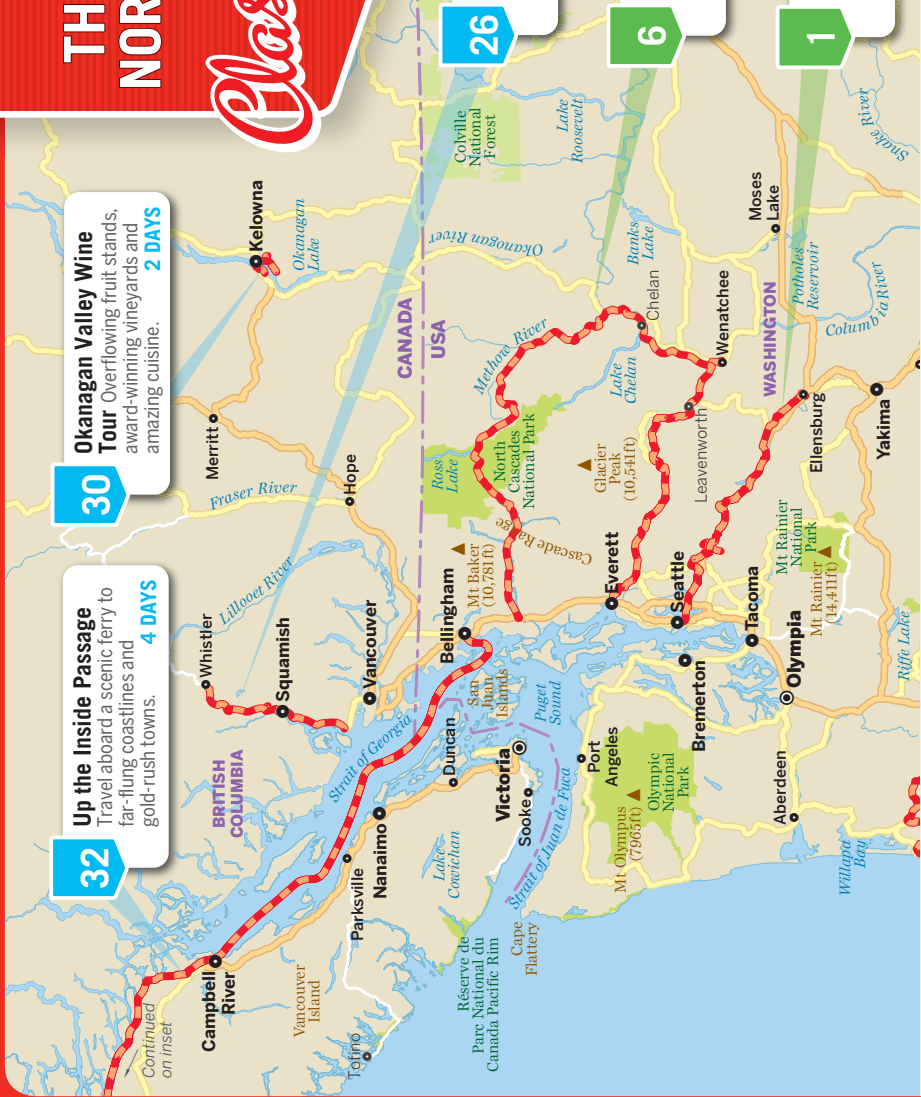 TH
NOR
Clas
32
Up the Inside Passage
Travel aboard a scenic ferry to
far-flung coastlines and
gold-rush towns.
4 DAYS
30
Okanagan Valley Wine
Tour Overflowing fruit stands,
award-winning vineyards and
amazing cuisine.
2 DAYS
26
6
1
Continued
on inset
Campbell
River
Vancouver
Island
Tofino
Parksville
Nanaimo
BRITISH
COLUMBIA
Whistler
Squamish
Vancouver
Lillooet River
Fraser River
Merritt
Hope
Kelowna
Okanagan
Lake
Strait of Georgia
Lake
Cowichan
Duncan
Victoria
Sooke
Réserve de
Parc National du
Canada Pacific Rim
Cape
Flattery
Strait of Juan de Fuca
San
Juan
Islands
Puget
Sound
Bellingham
Mt Baker
(10,781ft)
Ross
Lake
North
Cascades
National Park
Cascade Range
CANADA
USA
Methow River
Okanogan River
Colville
National
Forest
Lake
Roosevelt
Banks
Lake
Lake
Chelan
Chelan
Glacier
Peak
(10,541ft)
Leavenworth
Wenatchee
Everett
Seattle
Port
Angeles
Mt Olympus
(7965ft)
Olympic
National
Park
Bremerton
Tacoma
Olympia
Aberdeen
Willapa
Bay
Mt Rainier
National
Park
Mt Rainier
(14,411ft)
Riffe Lake
Ellensburg
Yakima
WASHINGTON
Moses
Lake
Potholes
Reservoir
Columbia River
Snake
River